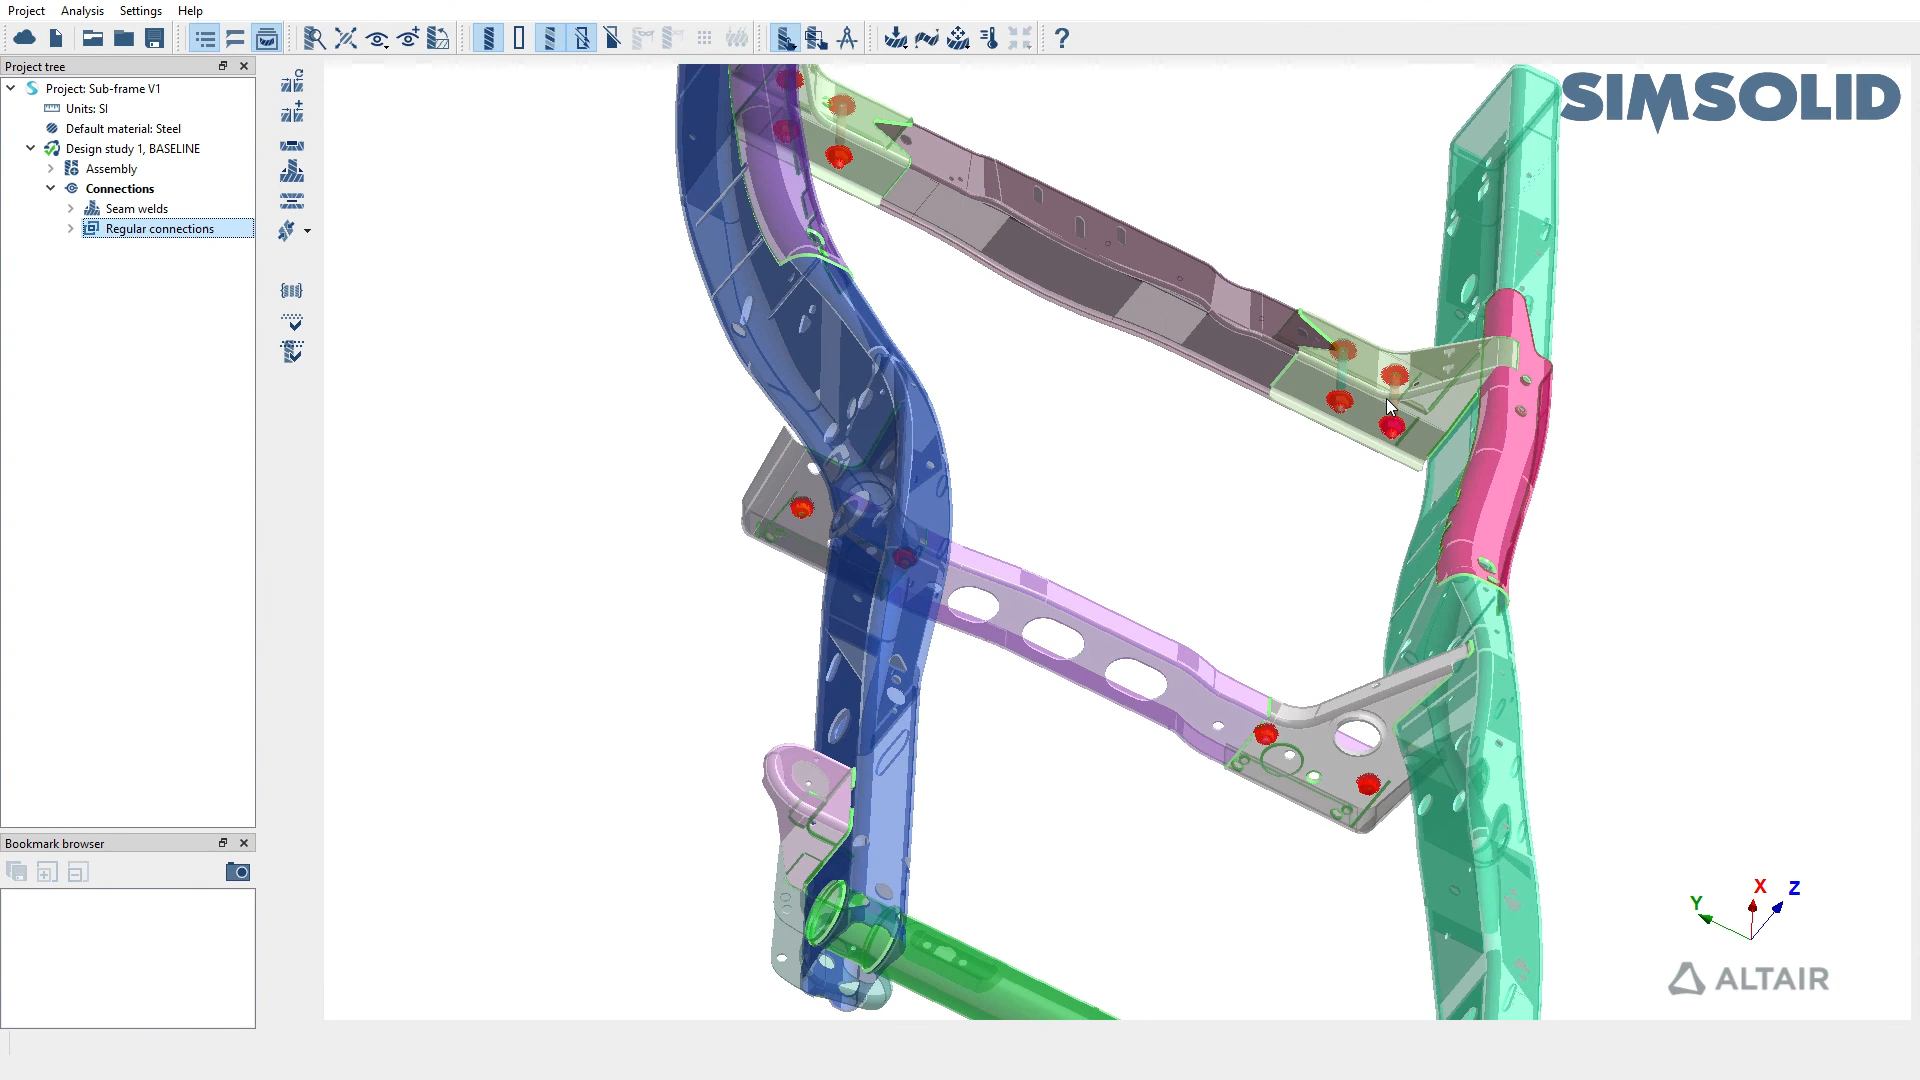 Project Analysis Settings Help
Project tree
Project: Sub-frame V1
Units: SI
Default material: Steel
Design study 1, BASELINE
Assembly
Connections
Seam welds
Regular connections
Bookmark browser
SIMSOLID
X
Z
Y
ALTAIR